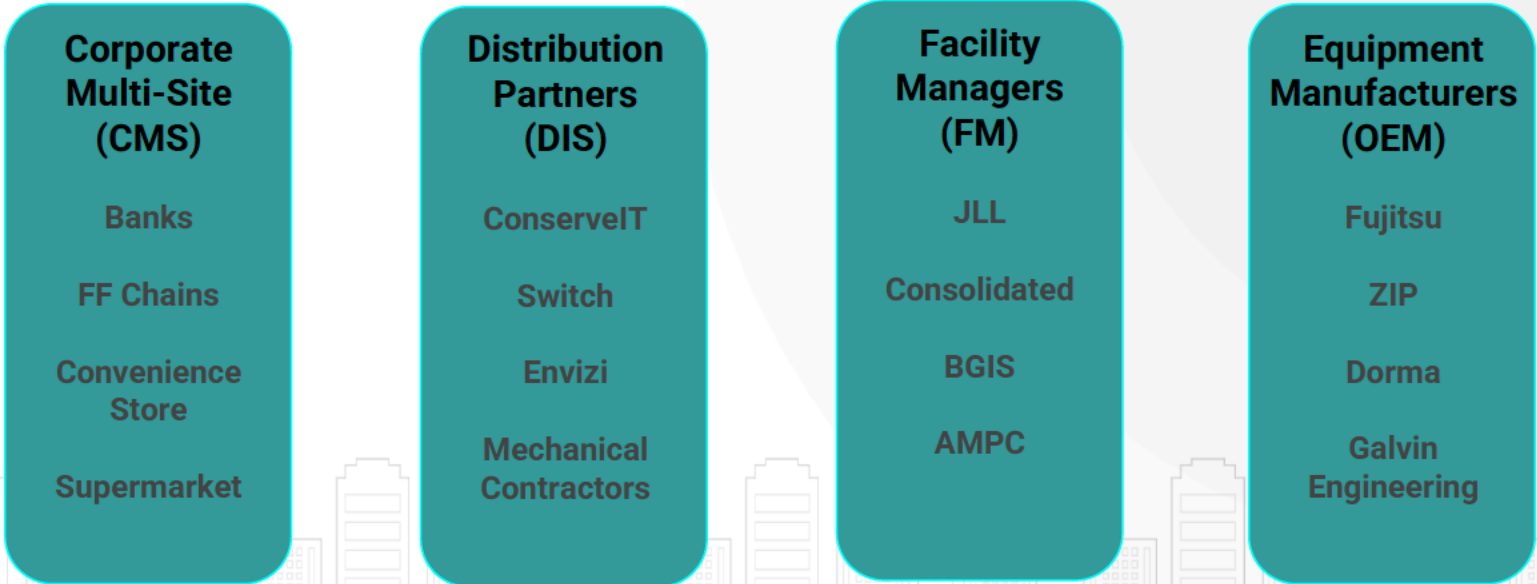 Corporate
Multi-Site
(CMS)
Banks
FF Chains
Convenience
Store
Supermarket
Distribution
Partners
(DIS)
ConserveIT
Switch
Envizi
Mechanical
Contractors
Facility
Managers
(FM)
JLL
Consolidated
BGIS
AMPC
Equipment
Manufacturers
(OEM)
Fujitsu
ZIP
Dorma
Galvin
Engineering